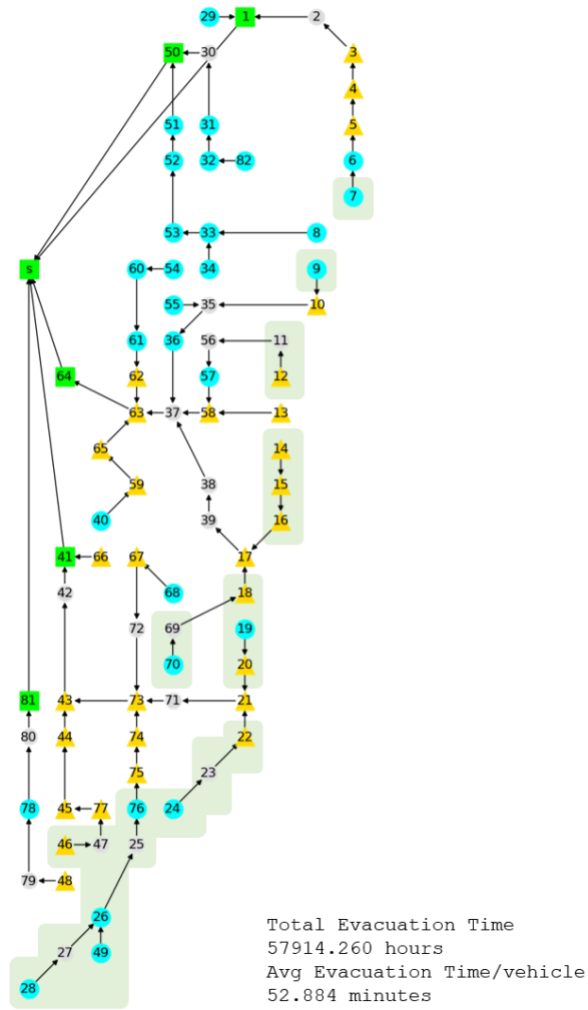 29 1 2
50 30 3
4
51 31 5
52 32 82 6
7
53 33 8
s 60 54 34 9
55 35 10
61 36 56 11
64 62 57 12
63 37 58 13
65 14
59 38 15
40 39 16
41 66 67 17
42 68 18
72 69 19
70 20
81 43 73 71 21
80 44 74 22
75 23
78 45 77 76 24
46 47 25
79 48
26
27 49
28
Total Evacuation Time
57914.260 hours
Avg Evacuation Time/vehicle
52.884 minutes